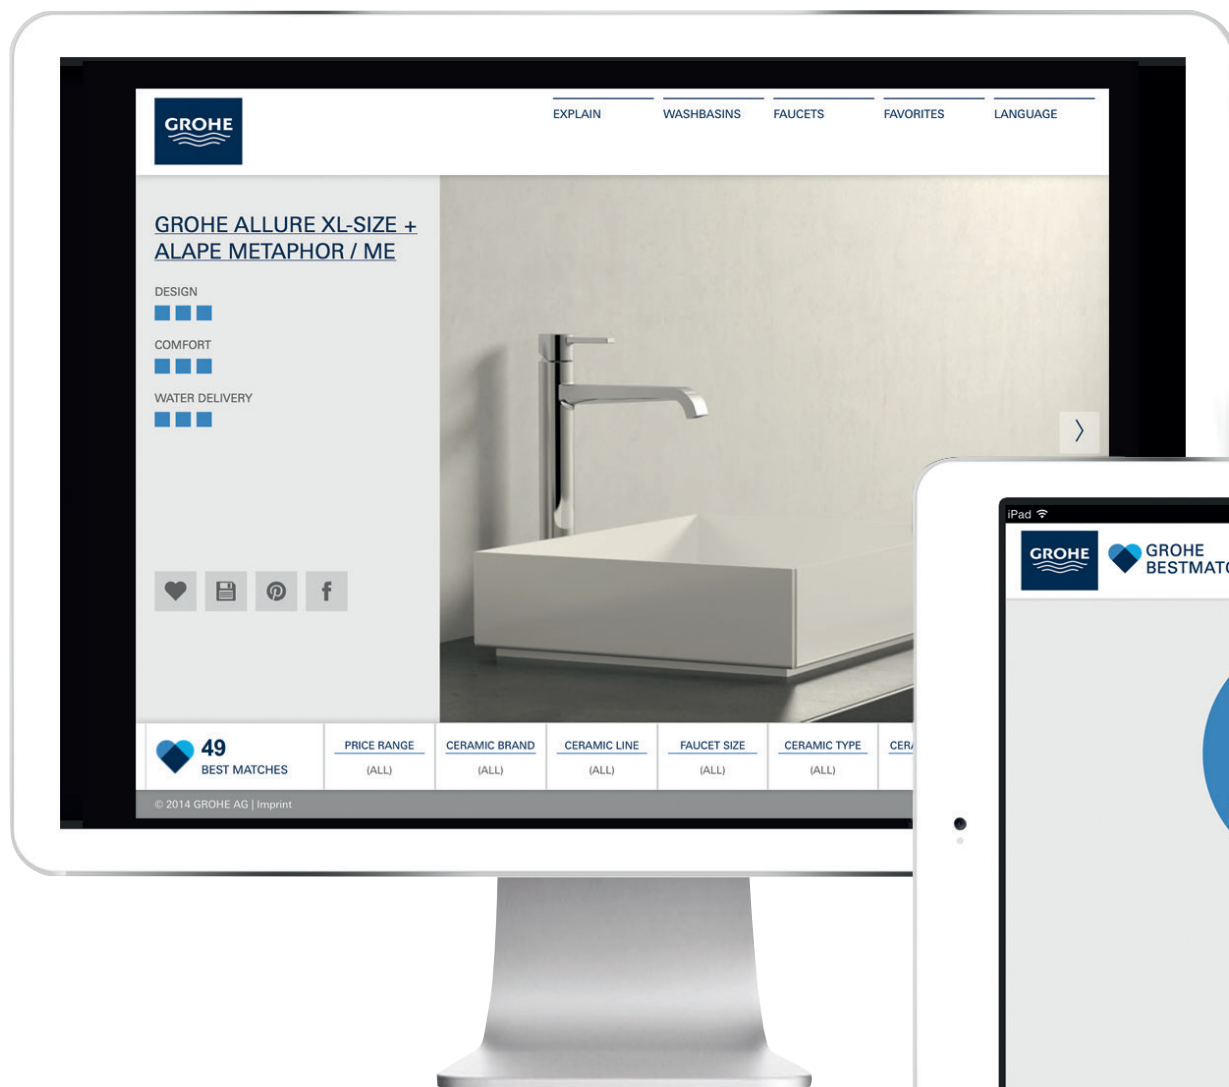 GROHE
EXPLAIN
WASHBASINS
FAUCETS
FAVORITES
LANGUAGE
GROHE ALLURE XL-SIZE +
ALAPE METAPHOR / ME
DESIGN
COMFORT
WATER DELIVERY
49
BEST MATCHES
PRICE RANGE
(ALL)
CERAMIC BRAND
(ALL)
CERAMIC LINE
(ALL)
FAUCET SIZE
(ALL)
CERAMIC TYPE
(ALL)
© 2014 GROHE AG | Imprint
iPad
GROHE
GROHE